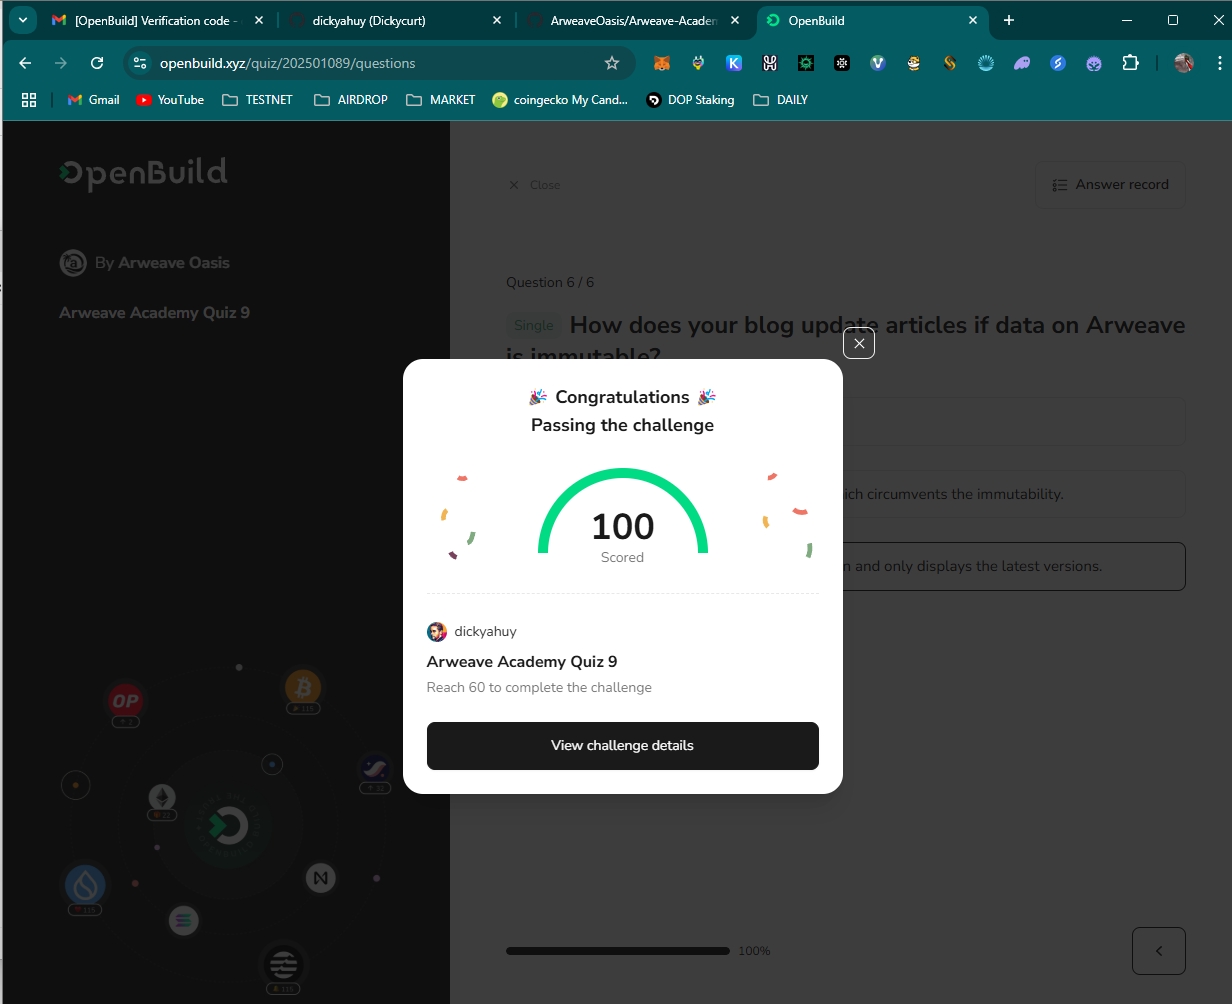 [OpenBuild] Verification code -
dickyahuy (Dickycurt)
ArweaveOasis/Arweave-Academ
OpenBuild
openbuild.xyz/quiz/202501089/questions
Gmail
YouTube
TESTNET
AIRDROP
MARKET
coingecko My Cand...
DOP Staking
DAILY
OpenBuild
By Arweave Oasis
Arweave Academy Quiz 9
OP
Close
Answer record
Question 6 / 6
Single How does your blog update articles if data on Arweave
is immutable?
ich circumvents the immutability.
n and only displays the latest versions.
Congratulations
Passing the challenge
100
Scored
dickyahuy
Arweave Academy Quiz 9
Reach 60 to complete the challenge
View challenge details
100%